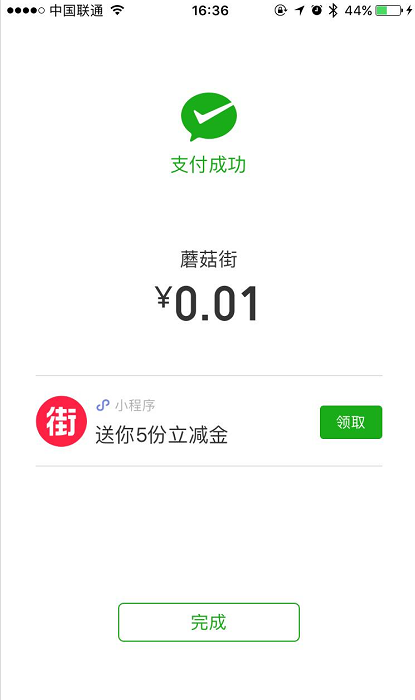 中国联通 16:36 44%
支付成功
蘑菇街
¥0.01
街 小程序
送你5份立减金
领取
完成